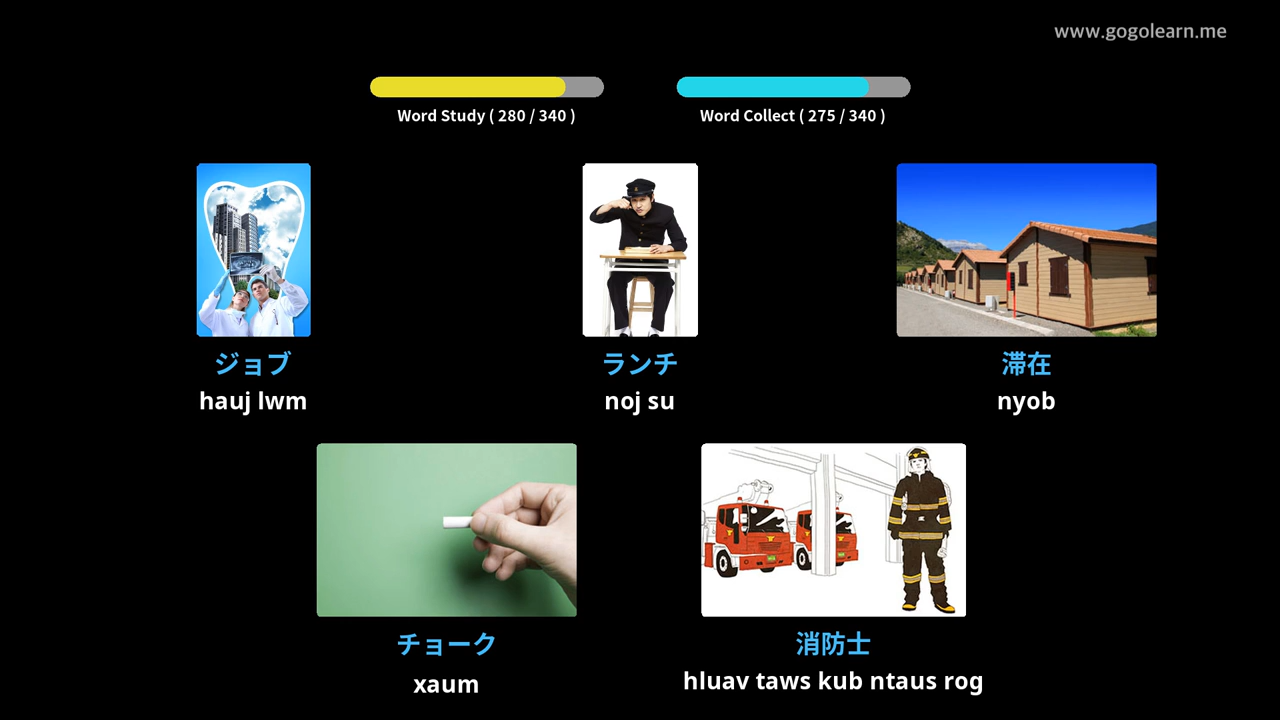 www.gogolearn.me
Word Study ( 280 / 340 )
Word Collect ( 275 / 340 )
ジョブ
hauj lwm
ランチ
noj su
滞在
nyob
チョーク
xaum
消防士
hluav taws kub ntaus rog